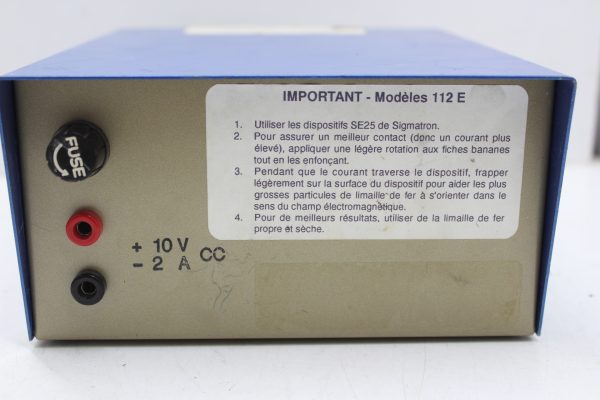 IMPORTANT - Modèles 112 E
1. Utiliser les dispositifs SE25 de Sigmatron.
2. Pour assurer un meilleur contact (donc un courant plus
élevé), appliquer une légère rotation aux fiches bananes
tout en les enfonçant.
3. Pendant que le courant traverse le dispositif, frapper
légèrement sur la surface du dispositif pour aider les plus
grosses particules de limaille de fer à s'orienter dans le
sens du champ électromagnétique.
4. Pour de meilleurs résultats, utiliser de la limaille de fer
propre et sèche.
FUSE
+ 10 V
- 2 A CC